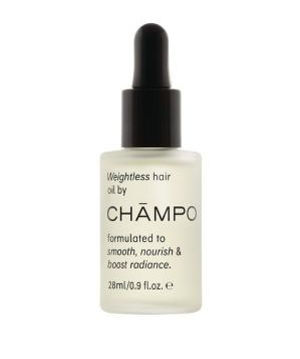 Weightless hair
oil by
CHĀMPO
formulated to
smooth, nourish &
boost radiance.
28ml/0.9 fl.oz. ℮